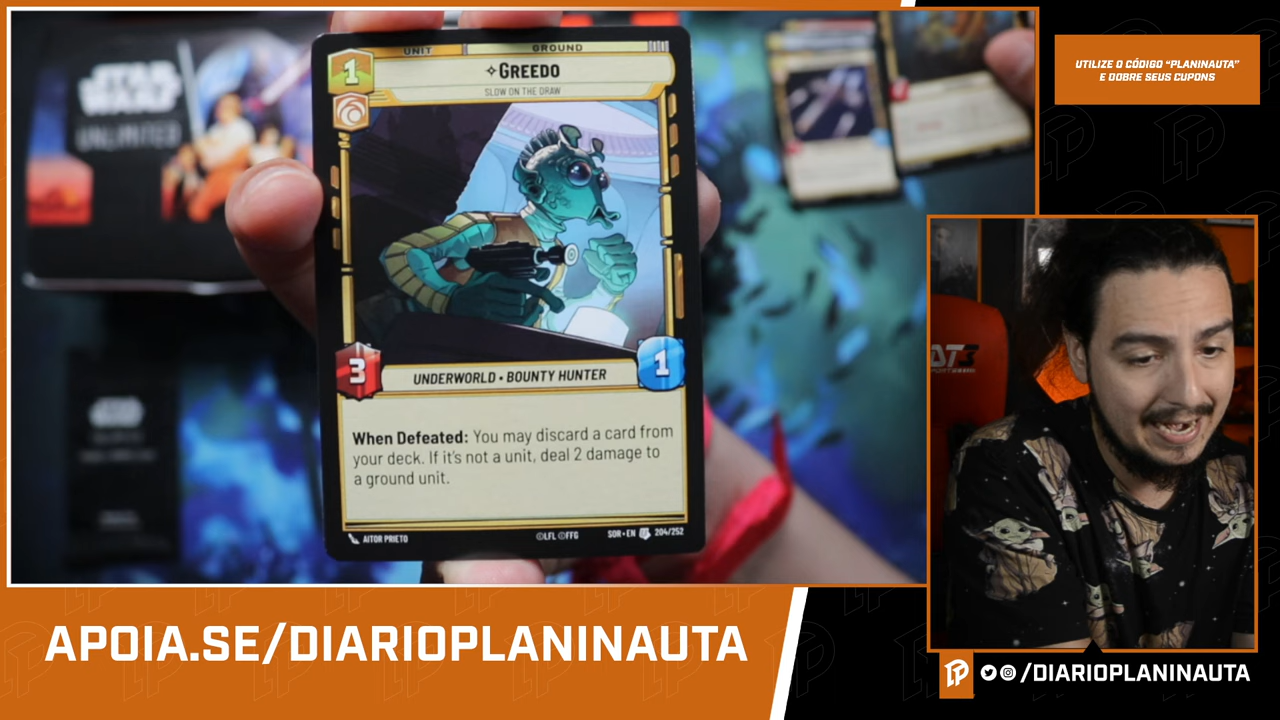 STAR
WARS
UNLIMITED
UNIT
GROUND
1
✧GREEDO
SLOW ON THE DRAW
3
UNDERWORLD • BOUNTY HUNTER
1
When Defeated: You may discard a card from
your deck. If it's not a unit, deal 2 damage to
a ground unit.
AITOR PRIETO
©LFL ©FFG
SOR•EN
204/252
UTILIZE O CÓDIGO "PLANINAUTA"
E DOBRE SEUS CUPONS
APOIA.SE/DIARIOPLANINAUTA
/DIARIOPLANINAUTA